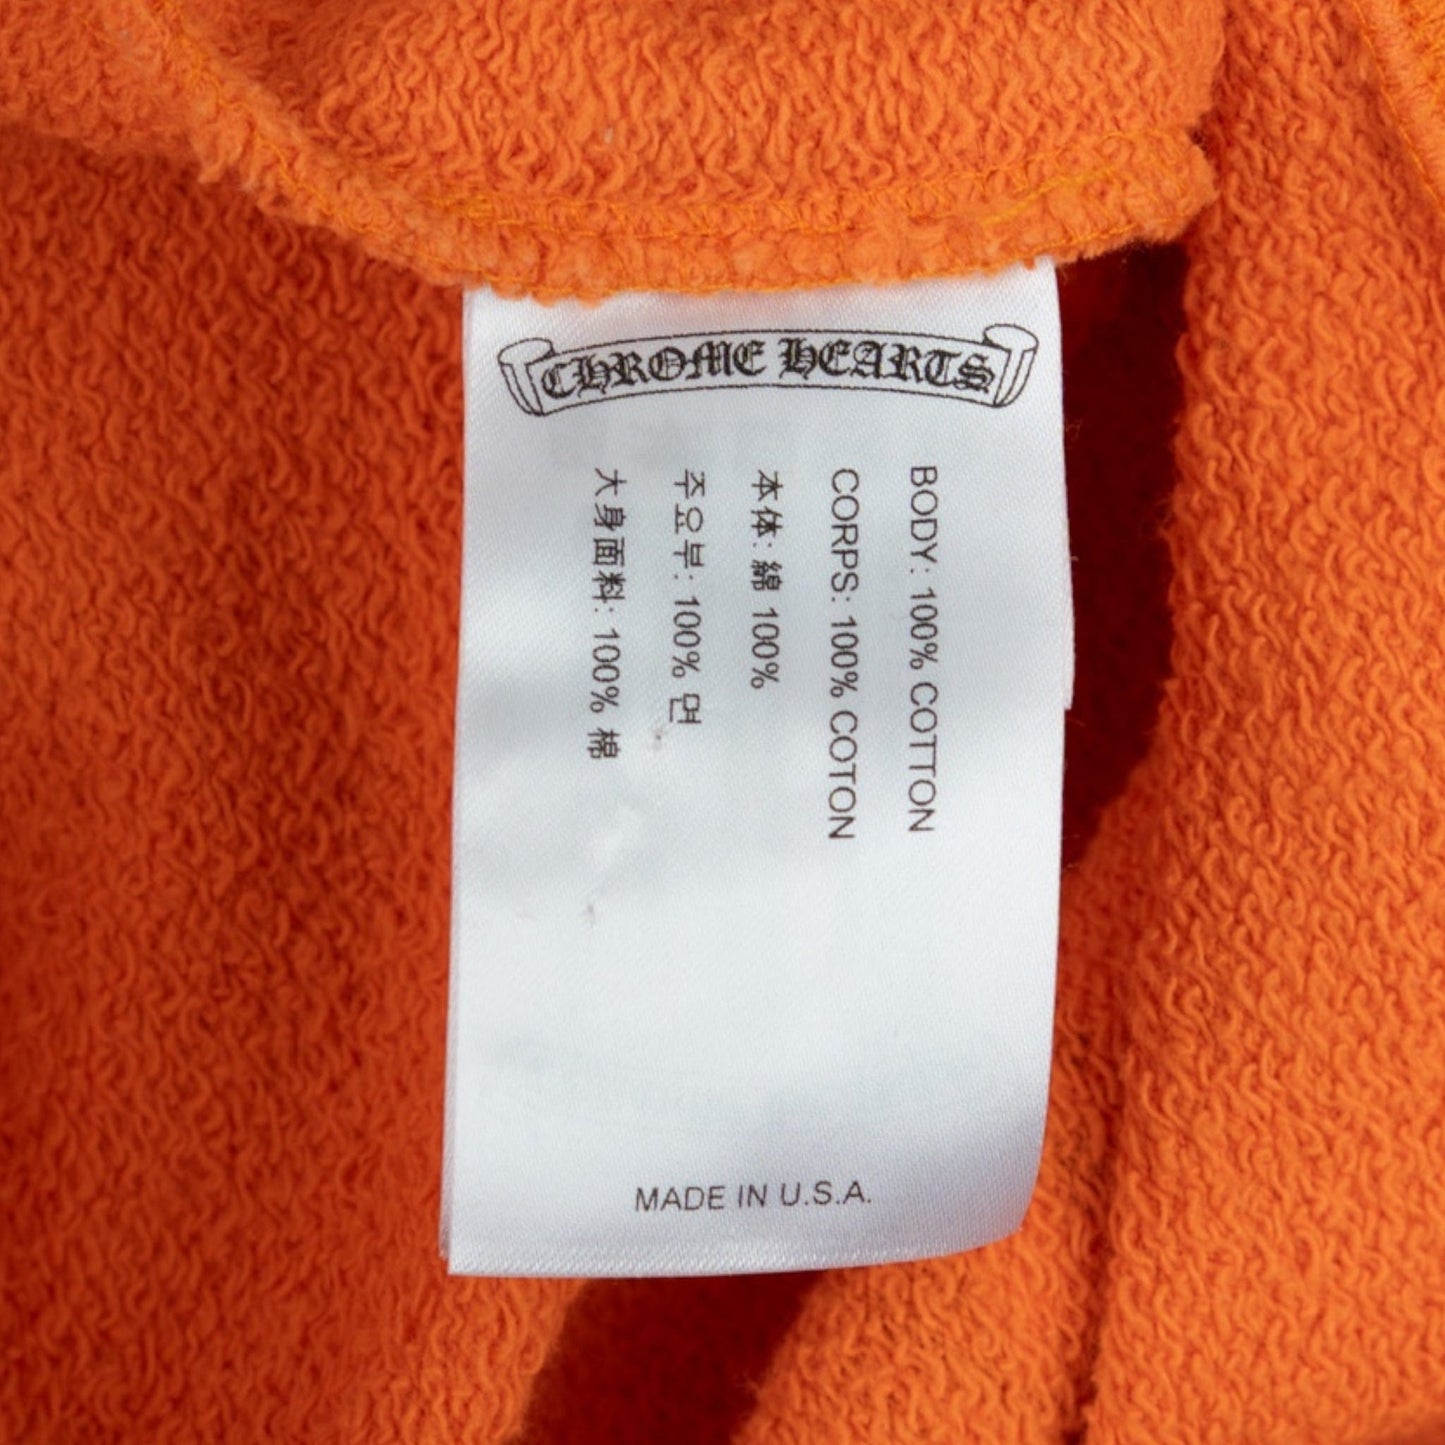 CHROME HEARTS
BODY: 100% COTTON
CORPS: 100% COTON
本体: 綿 100%
주요부: 100% 면
大身面料: 100% 棉
MADE IN U.S.A.